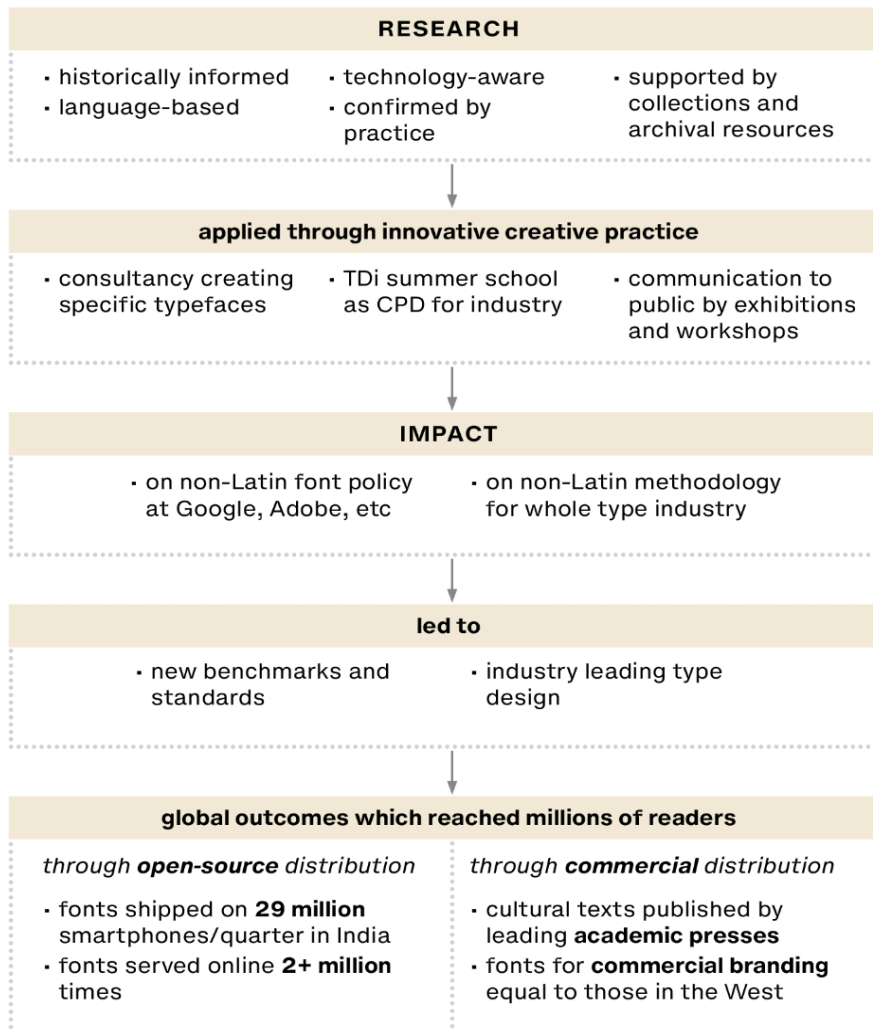 RESEARCH
▪ historically informed
▪ language-based
▪ technology-aware
▪ confirmed by
practice
▪ supported by
collections and
archival resources
applied through innovative creative practice
▪ consultancy creating
specific typefaces
▪ TDi summer school
as CPD for industry
▪ communication to
public by exhibitions
and workshops
IMPACT
▪ on non-Latin font policy
at Google, Adobe, etc
▪ on non-Latin methodology
for whole type industry
led to
▪ new benchmarks and
standards
▪ industry leading type
design
global outcomes which reached millions of readers
through open-source distribution
▪ fonts shipped on 29 million
smartphones/quarter in India
▪ fonts served online 2+ million
times
through commercial distribution
▪ cultural texts published by
leading academic presses
▪ fonts for commercial branding
equal to those in the West